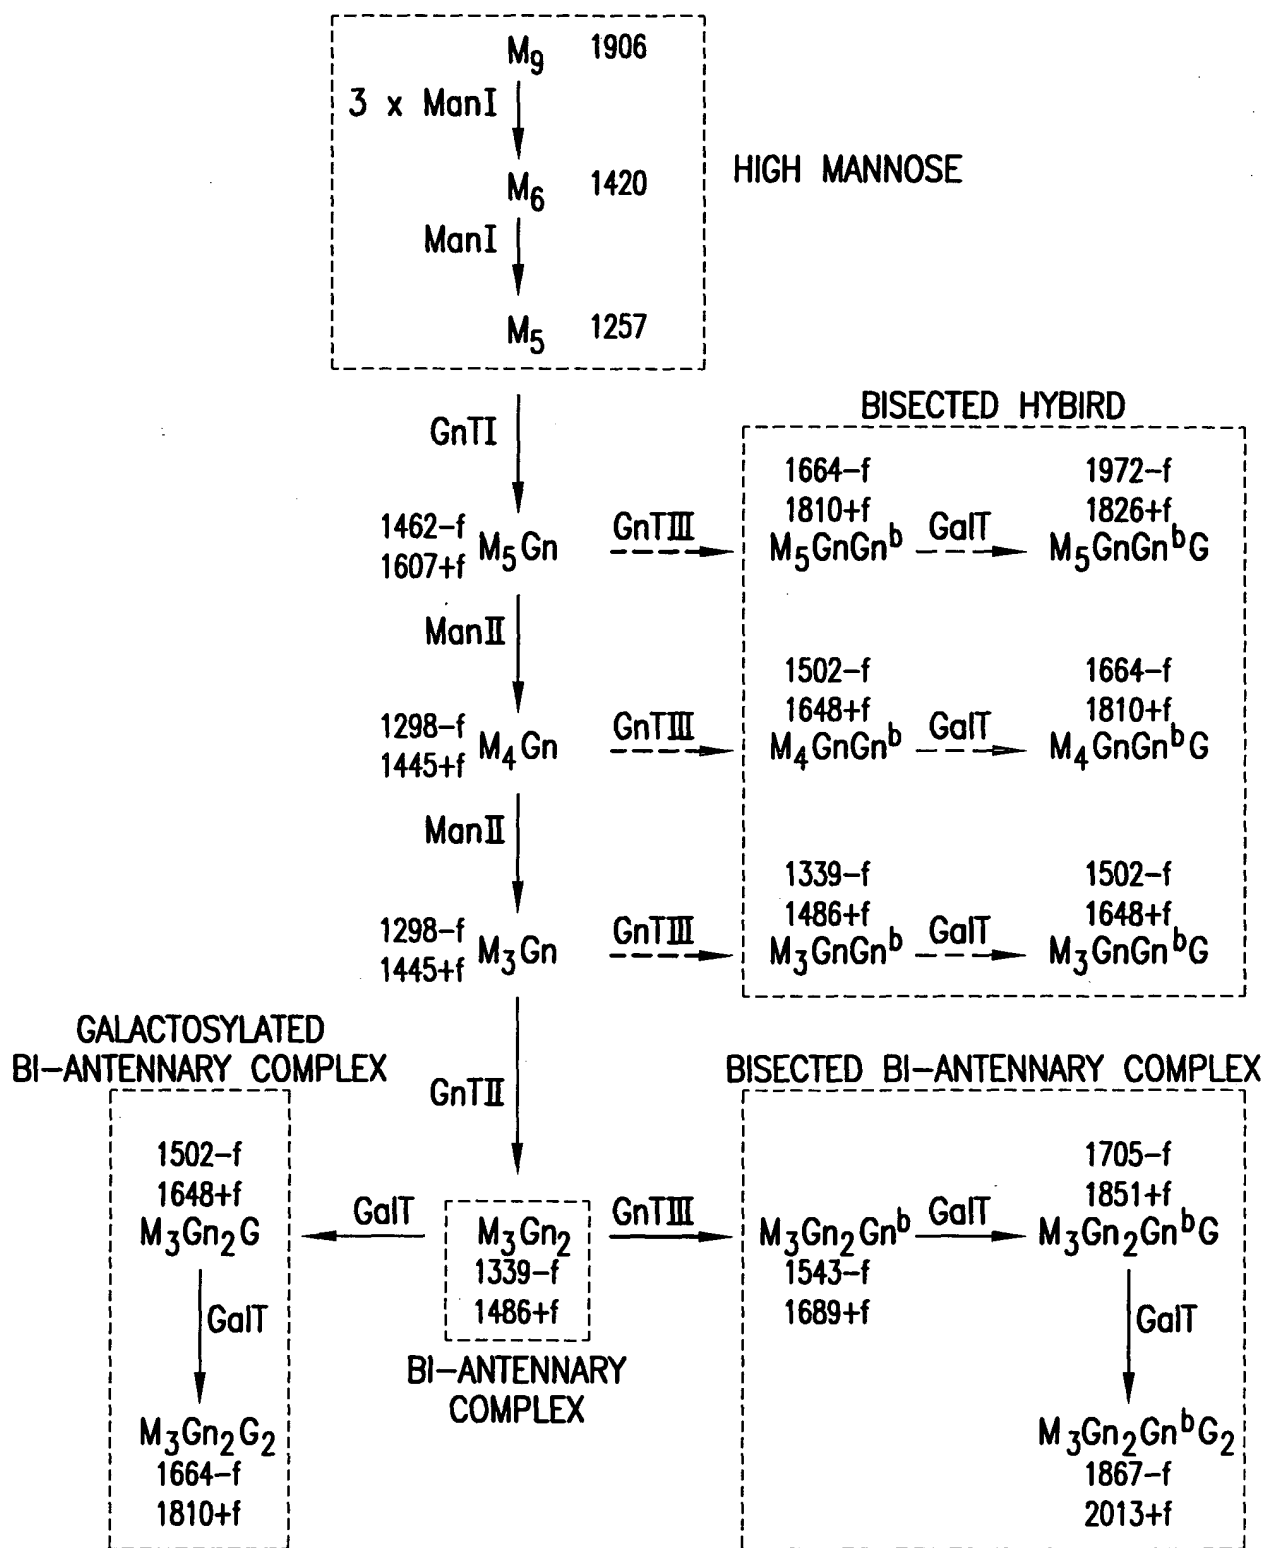 M9 1906
3 x ManI
M6 1420
HIGH MANNOSE
ManI
M5 1257
GnTI
BISECTED HYBIRD
1664-f
1810+f
1972-f
1826+f
1462-f
1607+f
M5Gn
GnTIII
M5GnGnb
GalT
M5GnGnbG
ManII
1502-f
1648+f
1664-f
1810+f
1298-f
1445+f
M4Gn
GnTIII
M4GnGnb
GalT
M4GnGnbG
ManII
1339-f
1486+f
1502-f
1648+f
1298-f
1445+f
M3Gn
GnTIII
M3GnGnb
GalT
M3GnGnbG
GALACTOSYLATED
BI-ANTENNARY COMPLEX
GnTII
BISECTED BI-ANTENNARY COMPLEX
1502-f
1648+f
M3Gn2G
GalT
M3Gn2
1339-f
1486+f
BI-ANTENNARY
COMPLEX
GnTIII
M3Gn2Gnb
1543-f
1689+f
GalT
1705-f
1851+f
M3Gn2GnbG
GalT
M3Gn2G2
1664-f
1810+f
GalT
M3Gn2GnbG2
1867-f
2013+f